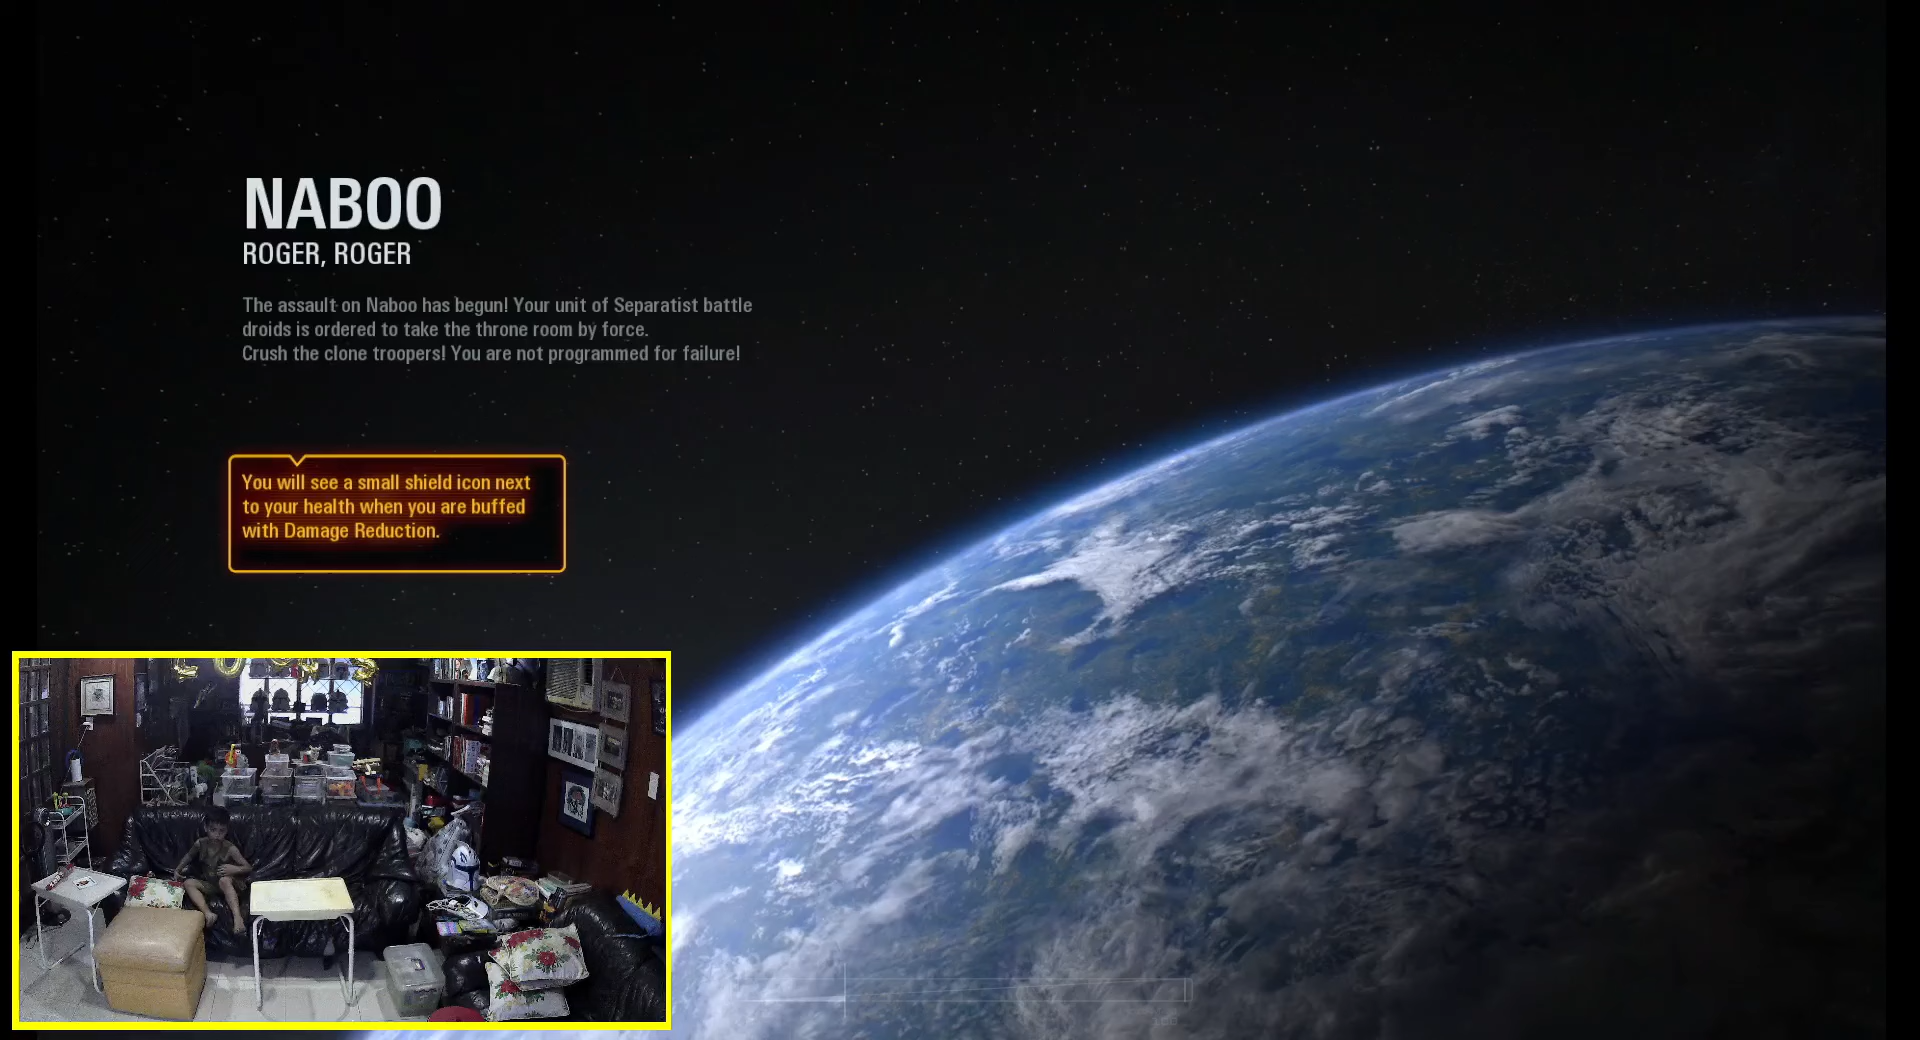 NABOO
ROGER, ROGER
The assault on Naboo has begun! Your unit of Separatist battle
droids is ordered to take the throne room by force.
Crush the clone troopers! You are not programmed for failure!
You will see a small shield icon next
to your health when you are buffed
with Damage Reduction.